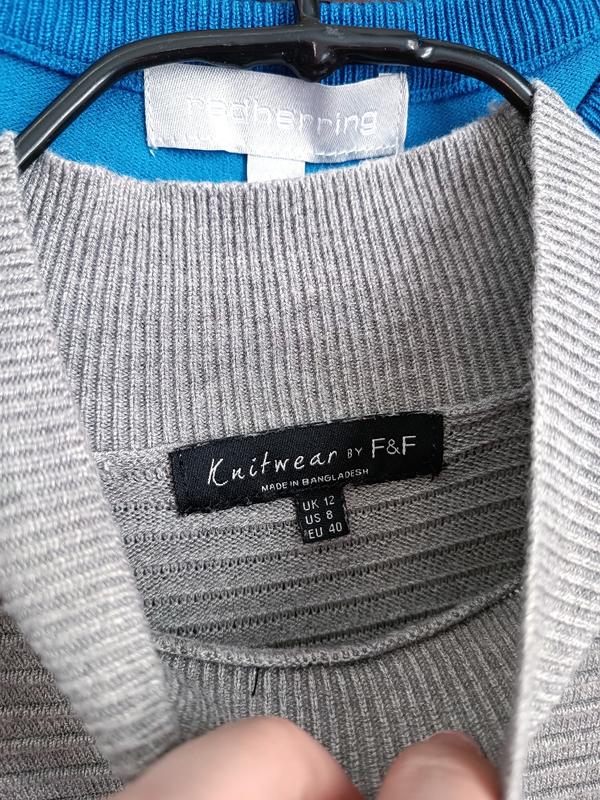 redherring
Knitwear BY F&F
MADE IN BANGLADESH
UK 12
US 8
EU 40